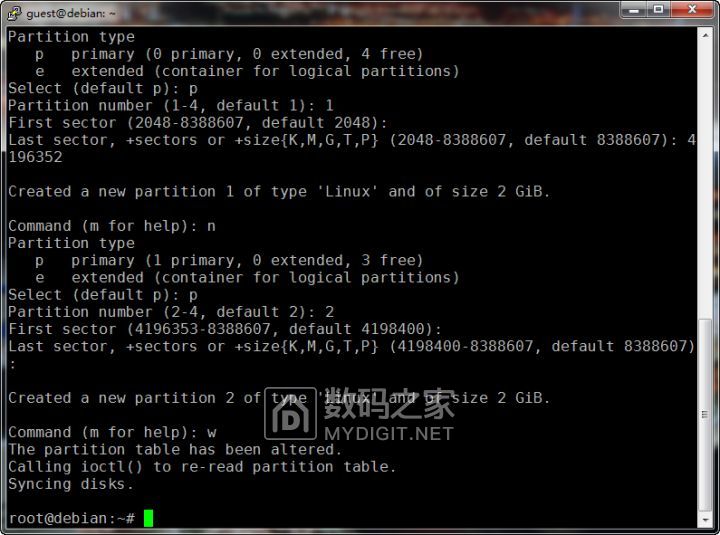 guest@debian: ~
Partition type
p primary (0 primary, 0 extended, 4 free)
e extended (container for logical partitions)
Select (default p): p
Partition number (1-4, default 1): 1
First sector (2048-8388607, default 2048):
Last sector, +sectors or +size{K,M,G,T,P} (2048-8388607, default 8388607): 4
196352
Created a new partition 1 of type 'Linux' and of size 2 GiB.
Command (m for help): n
Partition type
p primary (1 primary, 0 extended, 3 free)
e extended (container for logical partitions)
Select (default p): p
Partition number (2-4, default 2): 2
First sector (4196353-8388607, default 4198400):
Last sector, +sectors or +size{K,M,G,T,P} (4198400-8388607, default 8388607)
:
Created a new partition 2 of type 'Linux' and of size 2 GiB.
数码之家
MYDIGIT.NET
Command (m for help): w
The partition table has been altered.
Calling ioctl() to re-read partition table.
Syncing disks.
root@debian:~#